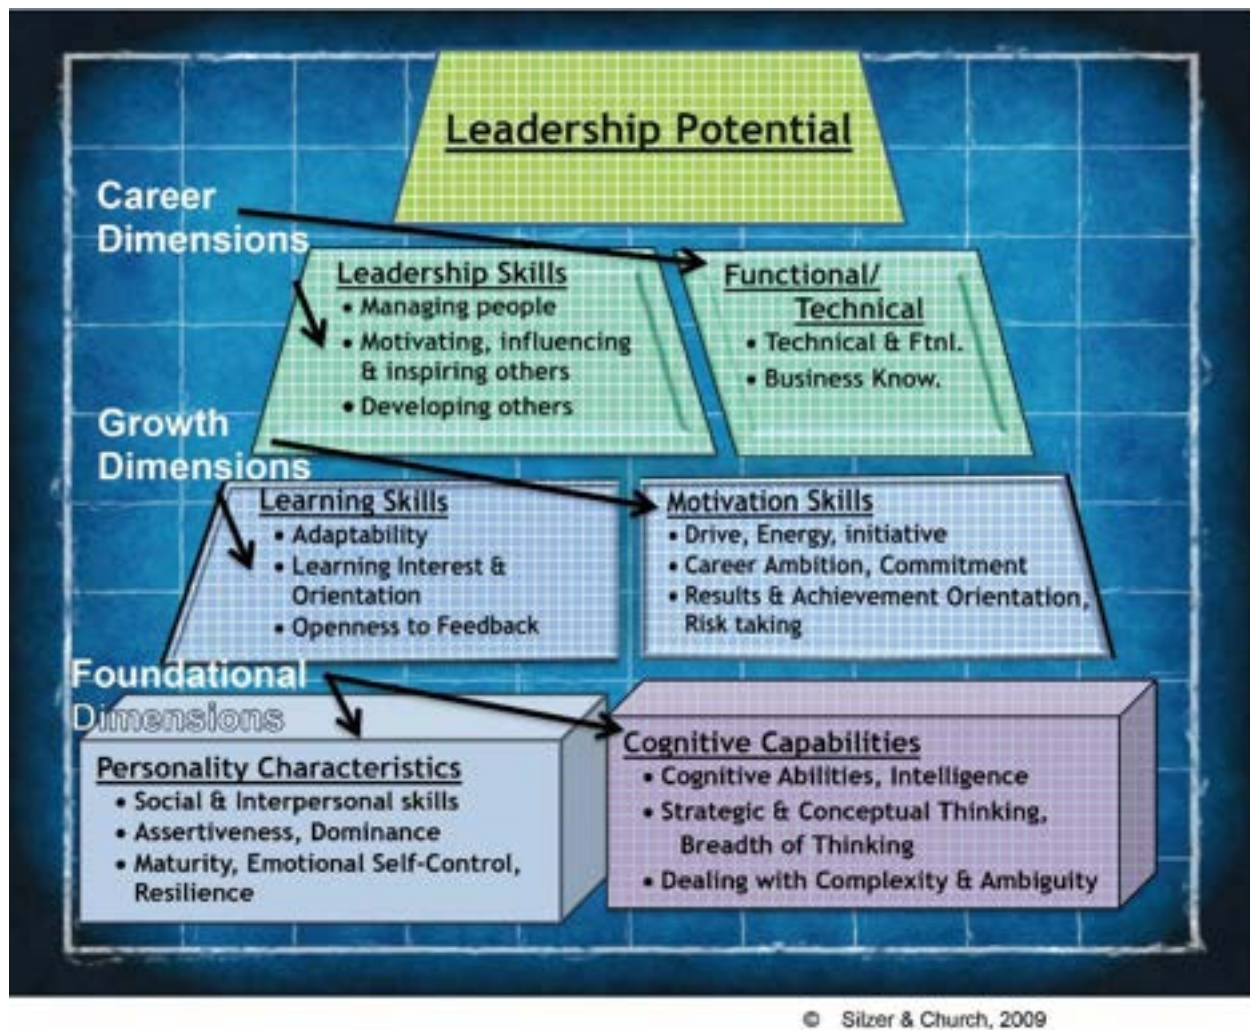 Leadership Potential
Career
Dimensions
Leadership Skills
• Managing people
• Motivating, influencing
& inspiring others
• Developing others
Functional/
Technical
• Technical & Ftnl.
• Business Know.
Growth
Dimensions
Learning Skills
• Adaptability
• Learning Interest &
Orientation
• Openness to Feedback
Motivation Skills
• Drive, Energy, initiative
• Career Ambition, Commitment
• Results & Achievement Orientation,
Risk taking
Foundational
Dimensions
Personality Characteristics
• Social & Interpersonal skills
• Assertiveness, Dominance
• Maturity, Emotional Self-Control,
Resilience
Cognitive Capabilities
• Cognitive Abilities, Intelligence
• Strategic & Conceptual Thinking,
Breadth of Thinking
• Dealing with Complexity & Ambiguity
© Silzer & Church, 2009